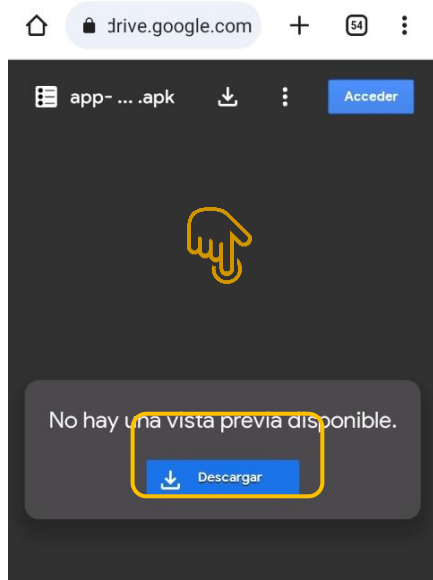 drive.google.com
54
app- ... .apk
Acceder
No hay una vista previa disponible.
Descargar